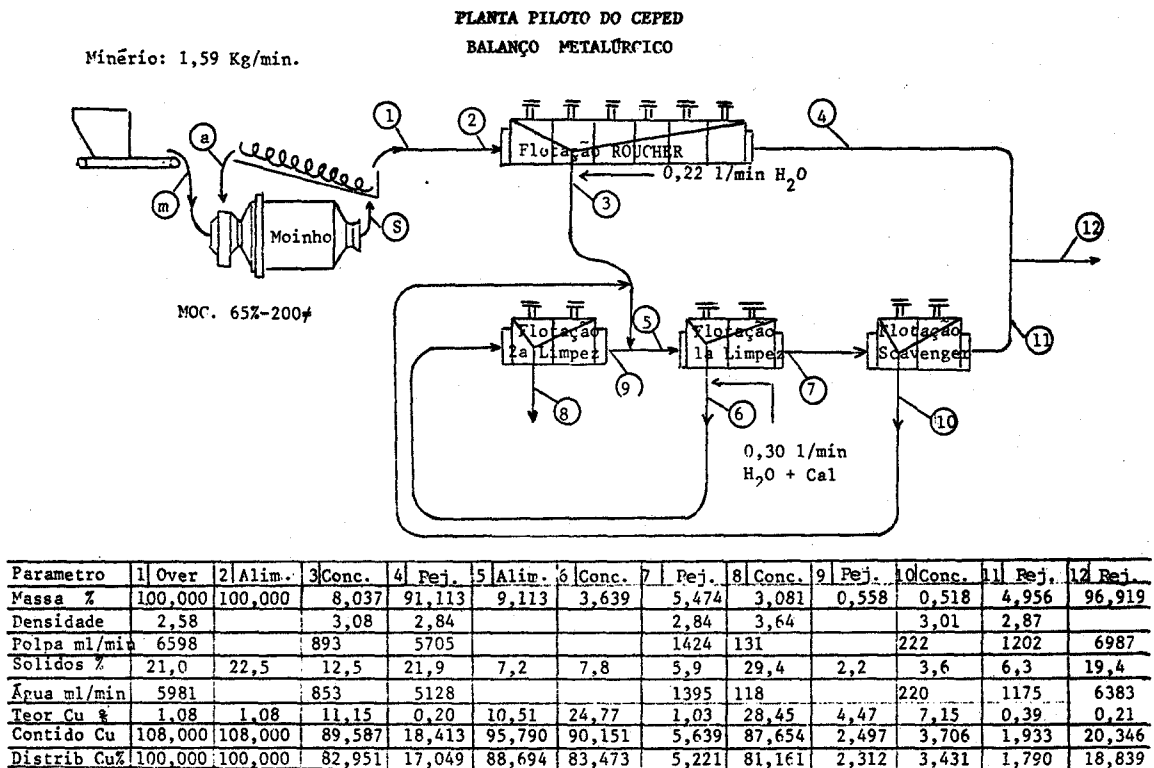 PLANTA PILOTO DO CEPED
BALANÇO METALÚRGICO
Minério: 1,59 Kg/min.
1
2
4
a
Flotação ROUCHER
0,22 l/min H2O
m
3
S
12
Moinho
MOC. 65%-200≠
5
Flotação
2a Limpez
Flotação
1a Limpez
Flotação
Scavenger
11
9
7
8
6
10
0,30 l/min
H2O + Cal
Parametro 1 Over 2 Alim. 3 Conc. 4 Rej. 5 Alim. 6 Conc. 7 Rej. 8 Conc. 9 Rej. 10 Conc. 11 Rej. 12 Rej.
Massa % 100,000 100,000 8,037 91,113 9,113 3,639 5,474 3,081 0,558 0,518 4,956 96,919
Densidade 2,58 3,08 2,84 2,84 3,64 3,01 2,87
Polpa ml/min 6598 893 5705 1424 131 222 1202 6987
Solidos % 21,0 22,5 12,5 21,9 7,2 7,8 5,9 29,4 2,2 3,6 6,3 19,4
Água ml/min 5981 853 5128 1395 118 220 1175 6383
Teor Cu % 1,08 1,08 11,15 0,20 10,51 24,77 1,03 28,45 4,47 7,15 0,39 0,21
Contido Cu 108,000 108,000 89,587 18,413 95,790 90,151 5,639 87,654 2,497 3,706 1,933 20,346
Distrib Cu% 100,000 100,000 82,951 17,049 88,694 83,473 5,221 81,161 2,312 3,431 1,790 18,839